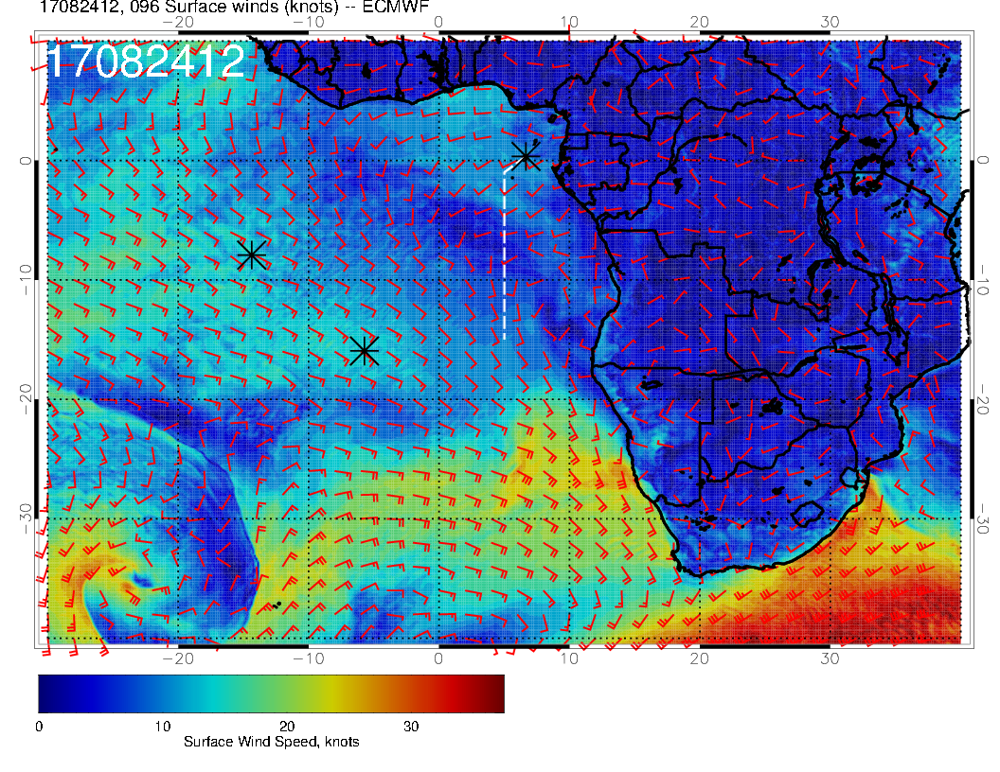 17082412, 096 Surface winds (knots) -- ECMWF
−20 −10 0 10 20 30
17082412
0 0
−10 −10
−20 −20
−30 −30
−20 −10 0 10 20 30
0 10 20 30
Surface Wind Speed, knots